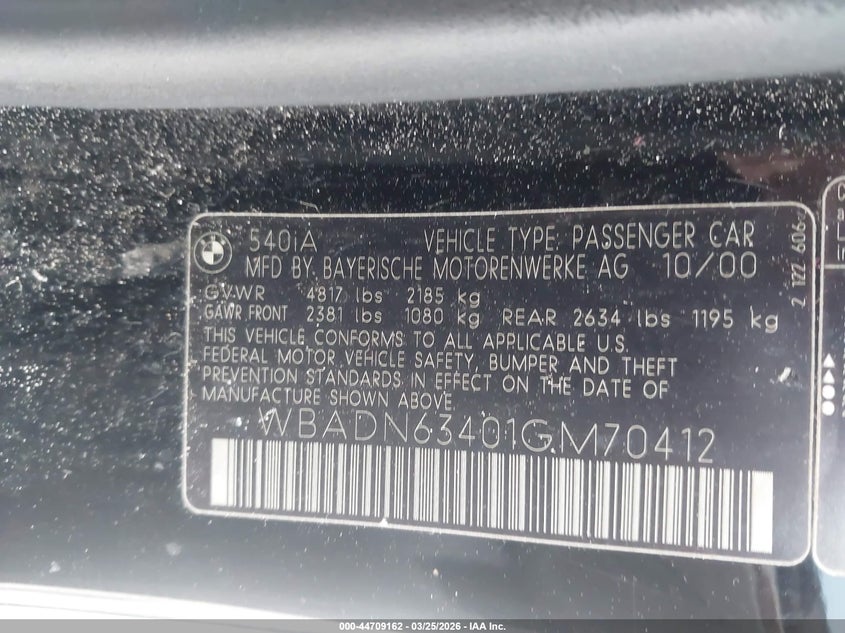 BMW
540iA VEHICLE TYPE: PASSENGER CAR
MFD BY: BAYERISCHE MOTORENWERKE AG 10/00
GVWR 4817 lbs 2185 kg
GAWR FRONT 2381 lbs 1080 kg REAR 2634 lbs 1195 kg
THIS VEHICLE CONFORMS TO ALL APPLICABLE U.S.
FEDERAL MOTOR VEHICLE SAFETY, BUMPER AND THEFT
PREVENTION STANDARDS IN EFFECT ON THE DATE OF
MANUFACTURE SHOWN ABOVE
WBADN63401GM70412
2 122 606
000-44709162 - 03/25/2026 - IAA Inc.